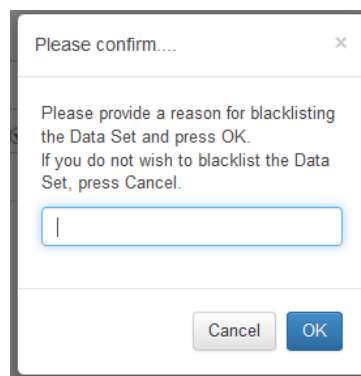 Please confirm.... ×
Please provide a reason for blacklisting
the Data Set and press OK.
If you do not wish to blacklist the Data
Set, press Cancel.
Cancel OK